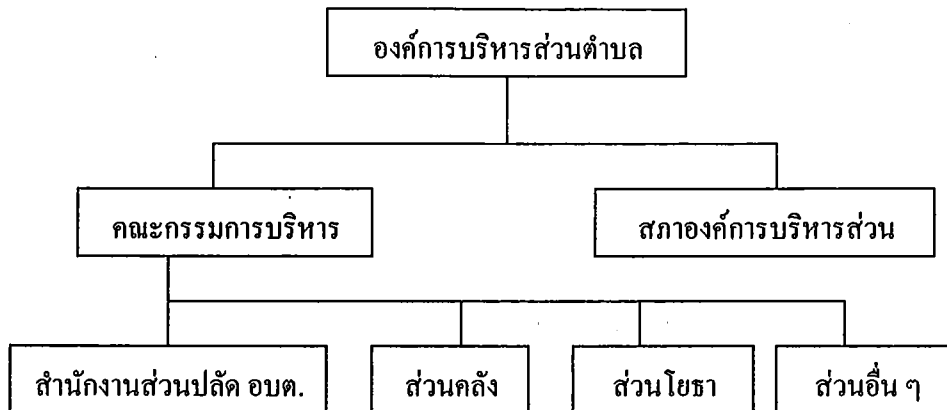 องค์การบริหารส่วนตำบล
คณะกรรมการบริหาร
สภาองค์การบริหารส่วน
สำนักงานส่วนปลัด อบต.
ส่วนคลัง
ส่วนโยธา
ส่วนอื่น ๆ